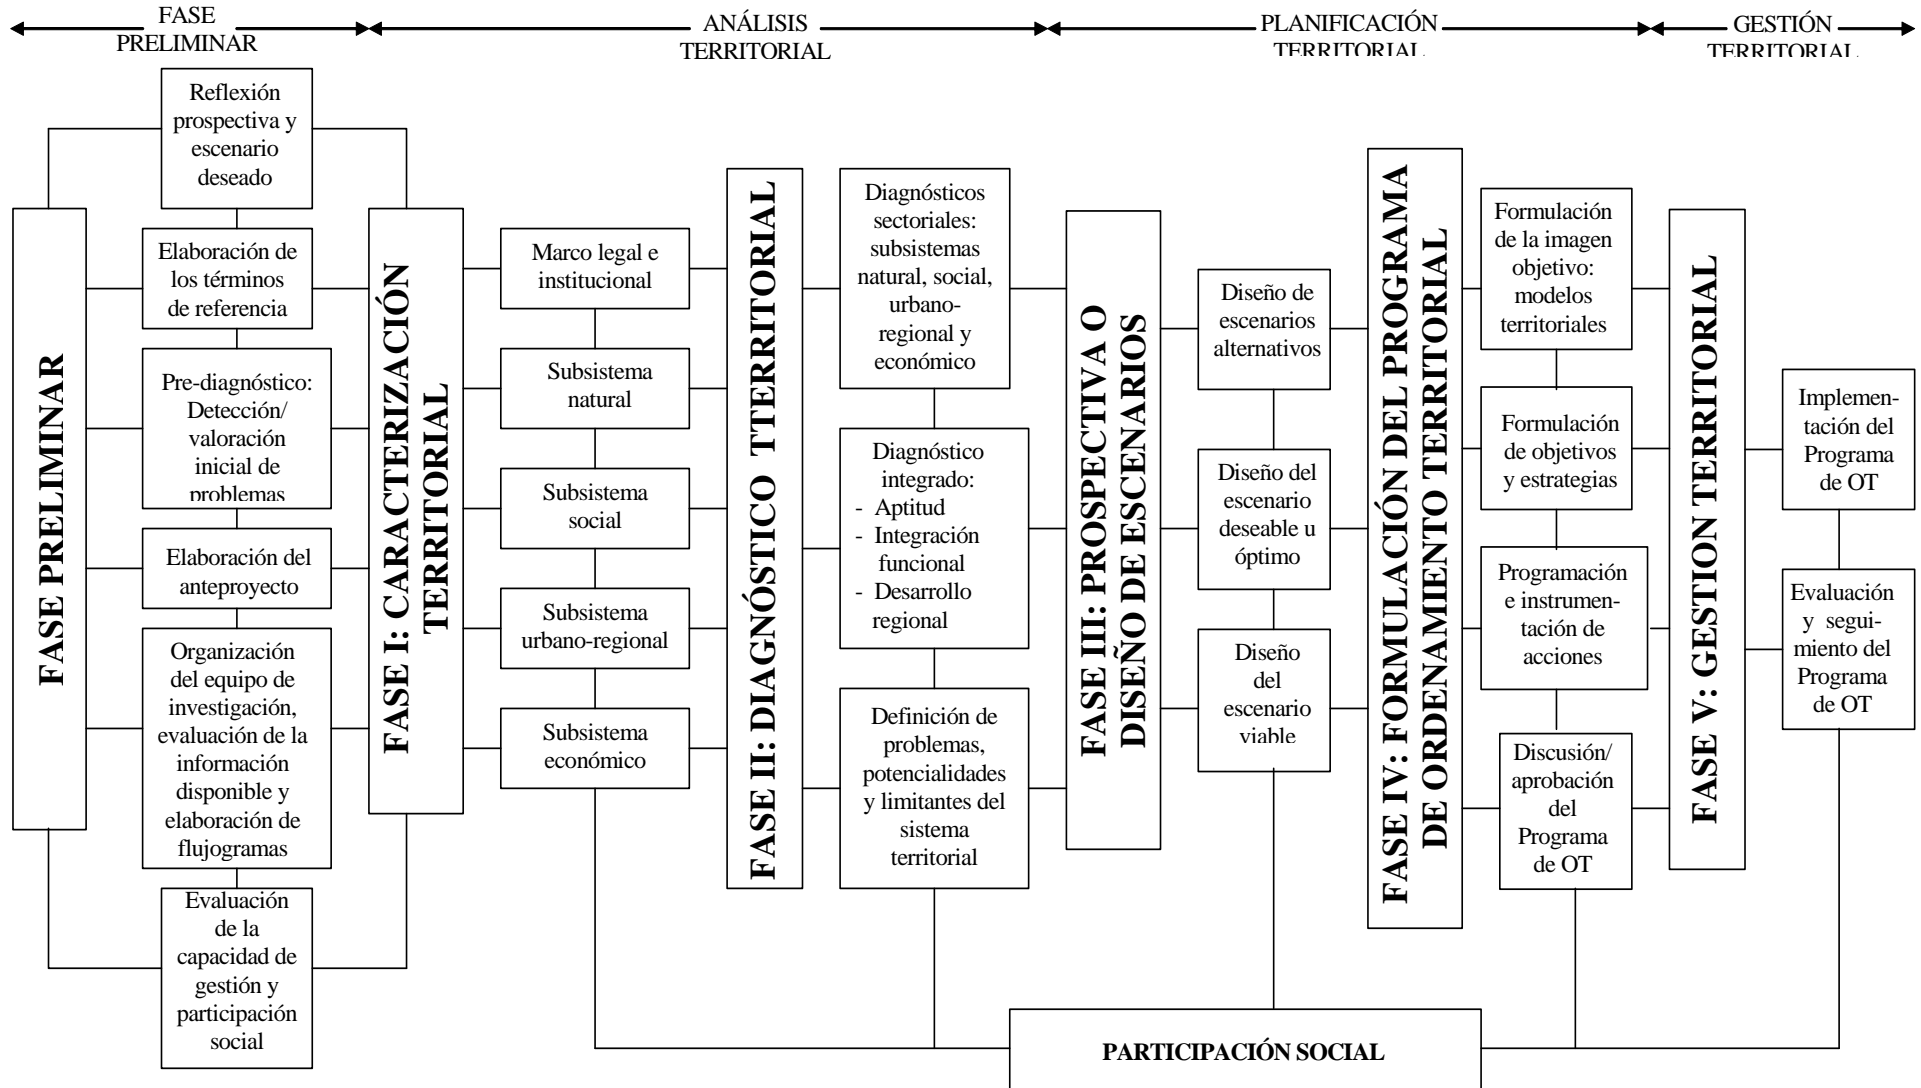 FASE
PRELIMINAR
ANÁLISIS
TERRITORIAL
PLANIFICACIÓN
TERRITORIAL
GESTIÓN
TERRITORIAL
FASE PRELIMINAR
Reflexión
prospectiva y
escenario
deseado
Elaboración de
los términos
de referencia
Pre-diagnóstico:
Detección/
valoración
inicial de
problemas
Elaboración del
anteproyecto
Organización
del equipo de
investigación,
evaluación de la
información
disponible y
elaboración de
flujogramas
Evaluación
de la
capacidad de
gestión y
participación
social
FASE I: CARACTERIZACIÓN
TERRITORIAL
Marco legal e
institucional
Subsistema
natural
Subsistema
social
Subsistema
urbano-regional
Subsistema
económico
FASE II: DIAGNÓSTICO TTERRITORIAL
Diagnósticos
sectoriales:
subsistemas
natural, social,
urbano-
regional y
económico
Diagnóstico
integrado:
- Aptitud
- Integración
funcional
- Desarrollo
regional
Definición de
problemas,
potencialidades
y limitantes del
sistema
territorial
FASE III: PROSPECTIVA O
DISEÑO DE ESCENARIOS
Diseño de
escenarios
alternativos
Diseño del
escenario
deseable u
óptimo
Diseño
del
escenario
viable
FASE IV: FORMULACIÓN DEL PROGRAMA
DE ORDENAMIENTO TERRITORIAL
Formulación
de la imagen
objetivo:
modelos
territoriales
Formulación
de objetivos
y estrategias
Programación
e instrumen-
tación de
acciones
Discusión/
aprobación
del
Programa
de OT
FASE V: GESTION TERRITORIAL
Implemen-
tación del
Programa
de OT
Evaluación
y segui-
miento del
Programa
de OT
PARTICIPACIÓN SOCIAL